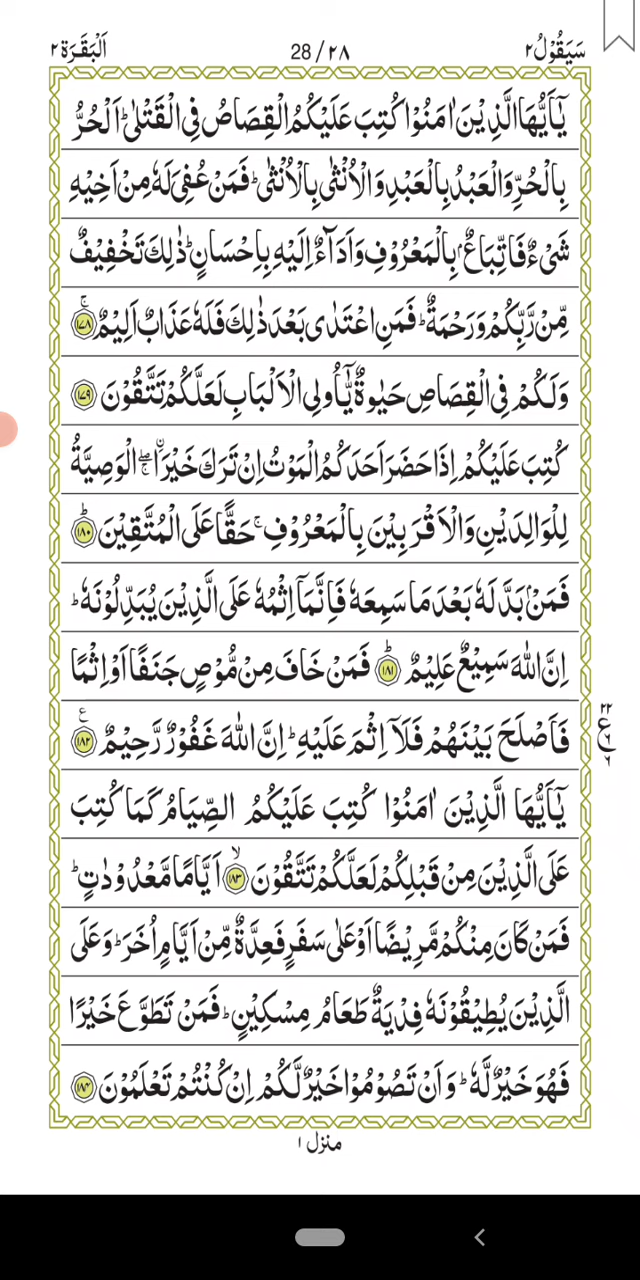 سَيَقُوْلُ ٢ 28/٢٨ اَلْبَقَرَة ٢
يٰٓاَيُّهَا الَّذِيْنَ اٰمَنُوْا كُتِبَ عَلَيْكُمُ الْقِصَاصُ فِي الْقَتْلٰىؕ اَلْحُرُّ
بِالْحُرِّ وَالْعَبْدُ بِالْعَبْدِ وَالْاُنْثٰى بِالْاُنْثٰىؕ فَمَنْ عُفِيَ لَهٗ مِنْ اَخِيْهِ
شَيْءٌ فَاتِّبَاعٌۢ بِالْمَعْرُوْفِ وَاَدَآءٌ اِلَيْهِ بِاِحْسَانٍؕ ذٰلِكَ تَخْفِيْفٌ
مِّنْ رَّبِّكُمْ وَرَحْمَةٌؕ فَمَنِ اعْتَدٰى بَعْدَ ذٰلِكَ فَلَهٗ عَذَابٌ اَلِيْمٌۚ ١٧٨
وَلَكُمْ فِي الْقِصَاصِ حَيٰوةٌ يّٰٓاُولِي الْاَلْبَابِ لَعَلَّكُمْ تَتَّقُوْنَ ١٧٩
كُتِبَ عَلَيْكُمْ اِذَا حَضَرَ اَحَدَكُمُ الْمَوْتُ اِنْ تَرَكَ خَيْرَا ۖۚ الْوَصِيَّةُ
لِلْوَالِدَيْنِ وَالْاَقْرَبِيْنَ بِالْمَعْرُوْفِۚ حَقًّا عَلَى الْمُتَّقِيْنَؕ ١٨٠
فَمَنْۢ بَدَّلَهٗ بَعْدَ مَا سَمِعَهٗ فَاِنَّمَآ اِثْمُهٗ عَلَى الَّذِيْنَ يُبَدِّلُوْنَهٗؕ
اِنَّ اللّٰهَ سَمِيْعٌ عَلِيْمٌؕ ١٨١ فَمَنْ خَافَ مِنْ مُّوْصٍ جَنَفًا اَوْ اِثْمًا
فَاَصْلَحَ بَيْنَهُمْ فَلَآ اِثْمَ عَلَيْهِؕ اِنَّ اللّٰهَ غَفُوْرٌ رَّحِيْمٌ ١٨٢ ع
٢٢ ع ٦
يٰٓاَيُّهَا الَّذِيْنَ اٰمَنُوْا كُتِبَ عَلَيْكُمُ الصِّيَامُ كَمَا كُتِبَ
عَلَى الَّذِيْنَ مِنْ قَبْلِكُمْ لَعَلَّكُمْ تَتَّقُوْنَۙ ١٨٣ اَيَّامًا مَّعْدُوْدٰتٍؕ
فَمَنْ كَانَ مِنْكُمْ مَّرِيْضًا اَوْ عَلٰى سَفَرٍ فَعِدَّةٌ مِّنْ اَيَّامٍ اُخَرَؕ وَعَلَى
الَّذِيْنَ يُطِيْقُوْنَهٗ فِدْيَةٌ طَعَامُ مِسْكِيْنٍؕ فَمَنْ تَطَوَّعَ خَيْرًا
فَهُوَ خَيْرٌ لَّهٗؕ وَاَنْ تَصُوْمُوْا خَيْرٌ لَّكُمْ اِنْ كُنْتُمْ تَعْلَمُوْنَ ١٨٤
منزل ١